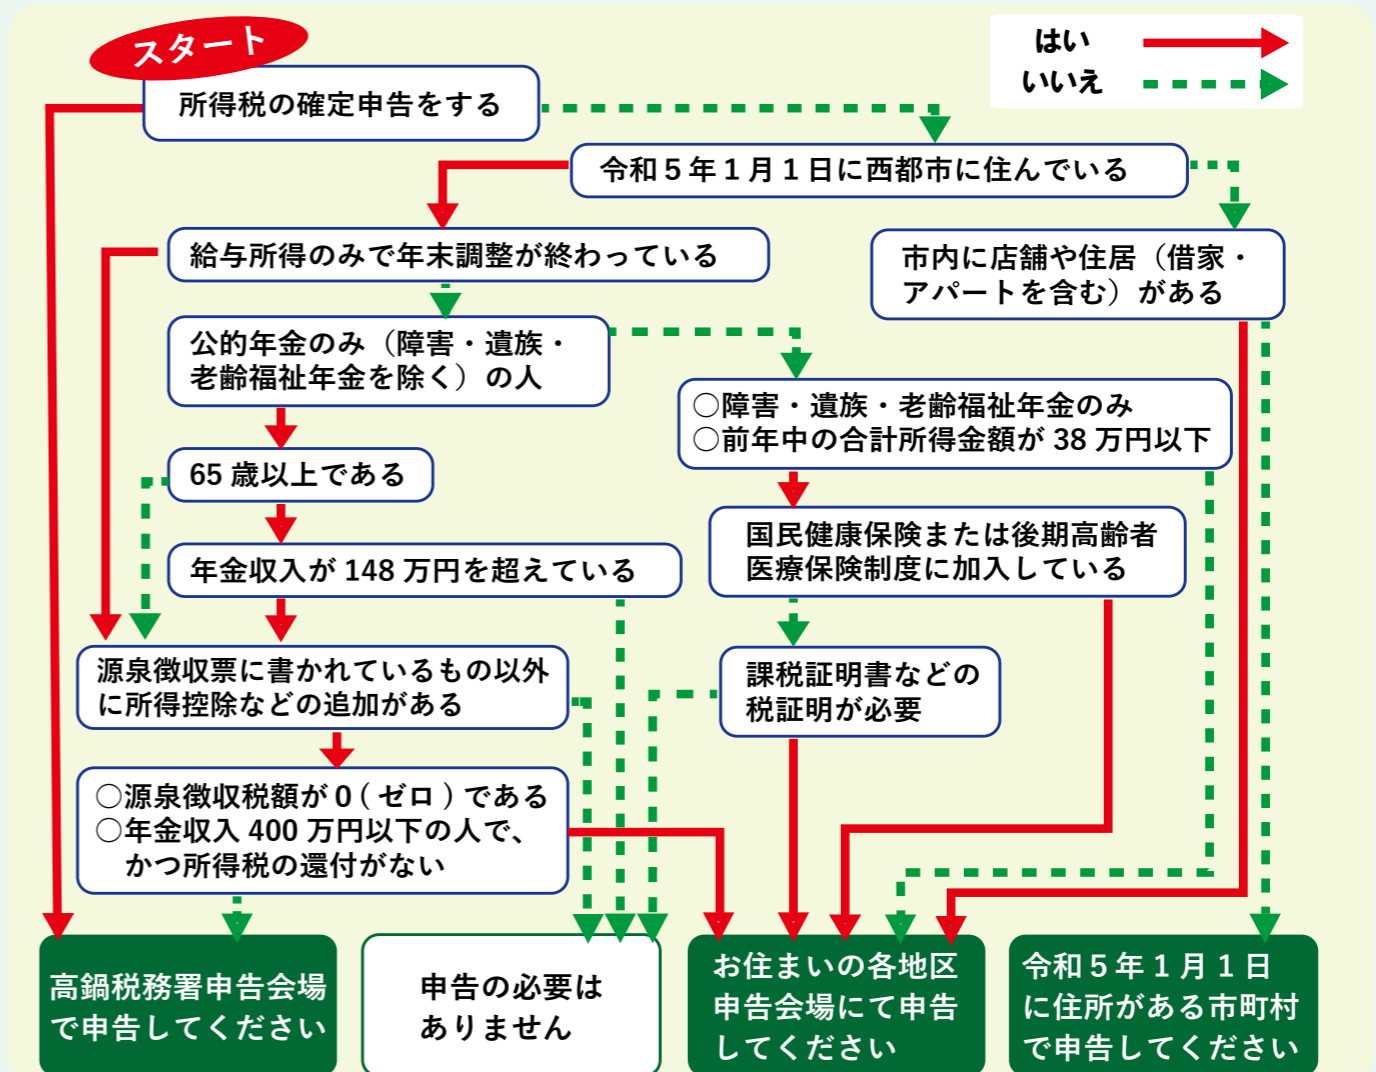 スタート
はい
いいえ
所得税の確定申告をする
令和5年1月1日に西都市に住んでいる
給与所得のみで年末調整が終わっている
市内に店舗や住居（借家・
アパートを含む）がある
公的年金のみ（障害・遺族・
老齢福祉年金を除く）の人
○障害・遺族・老齢福祉年金のみ
○前年中の合計所得金額が 38 万円以下
65 歳以上である
国民健康保険または後期高齢者
医療保険制度に加入している
年金収入が 148 万円を超えている
源泉徴収票に書かれているもの以外
に所得控除などの追加がある
課税証明書などの
税証明が必要
○源泉徴収税額が 0 ( ゼロ ) である
○年金収入 400 万円以下の人で、
かつ所得税の還付がない
高鍋税務署申告会場
で申告してください
申告の必要は
ありません
お住まいの各地区
申告会場にて申告
してください
令和5年1月1日
に住所がある市町村
で申告してください